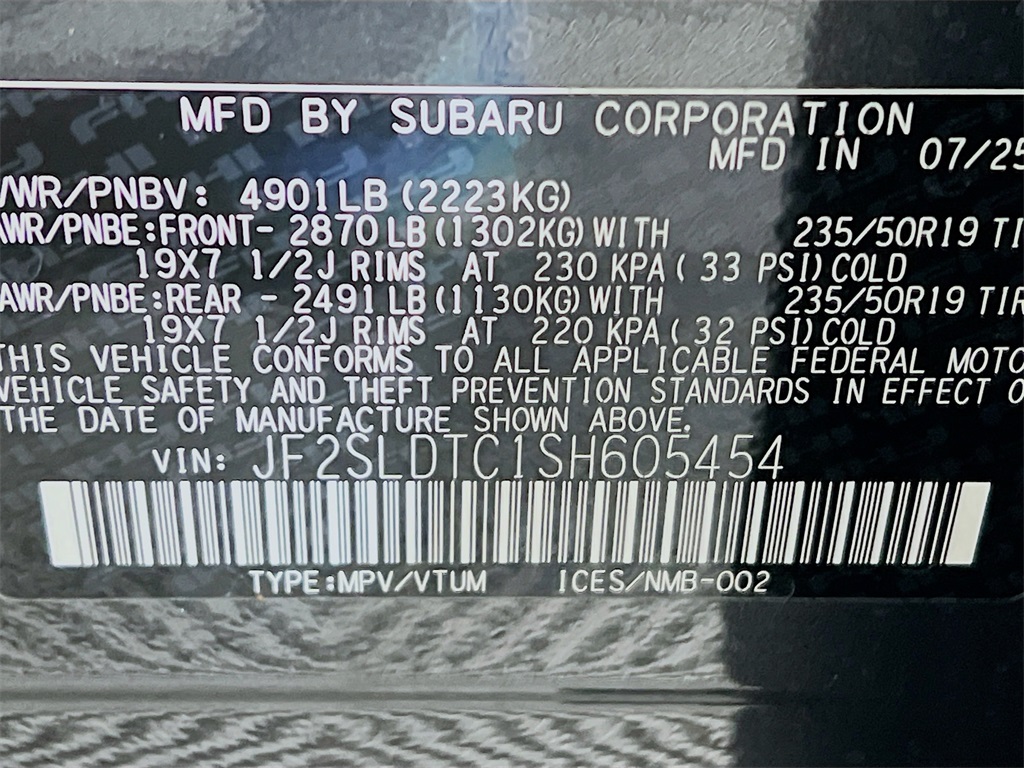 MFD BY SUBARU CORPORATION
MFD IN 07/25
VWR/PNBV: 4901LB (2223KG)
AWR/PNBE:FRONT- 2870LB(1302KG)WITH 235/50R19 TI
19X7 1/2J RIMS AT 230 KPA( 33 PSI)COLD
AWR/PNBE:REAR - 2491LB(1130KG)WITH 235/50R19 TIR
19X7 1/2J RIMS AT 220 KPA( 32 PSI)COLD
THIS VEHICLE CONFORMS TO ALL APPLICABLE FEDERAL MOTO
VEHICLE SAFETY AND THEFT PREVENTION STANDARDS IN EFFECT O
THE DATE OF MANUFACTURE SHOWN ABOVE.
VIN: JF2SLDTC1SH605454
TYPE:MPV/VTUM ICES/NMB-002